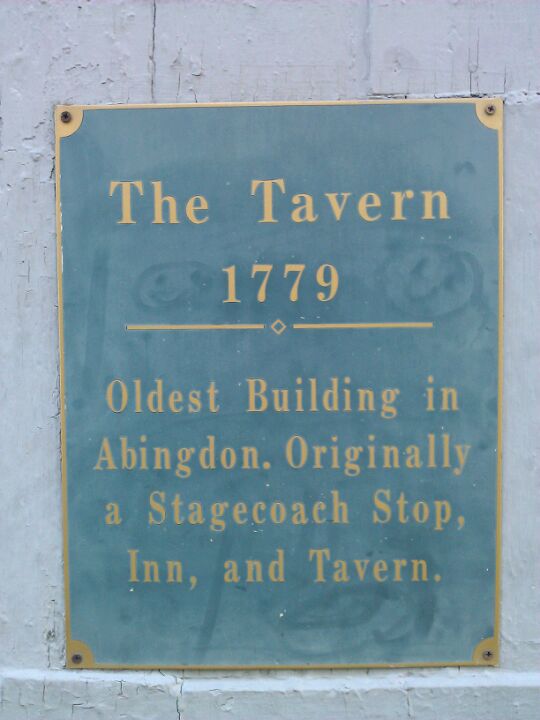 The Tavern
1779
Oldest Building in
Abingdon. Originally
a Stagecoach Stop,
Inn, and Tavern.